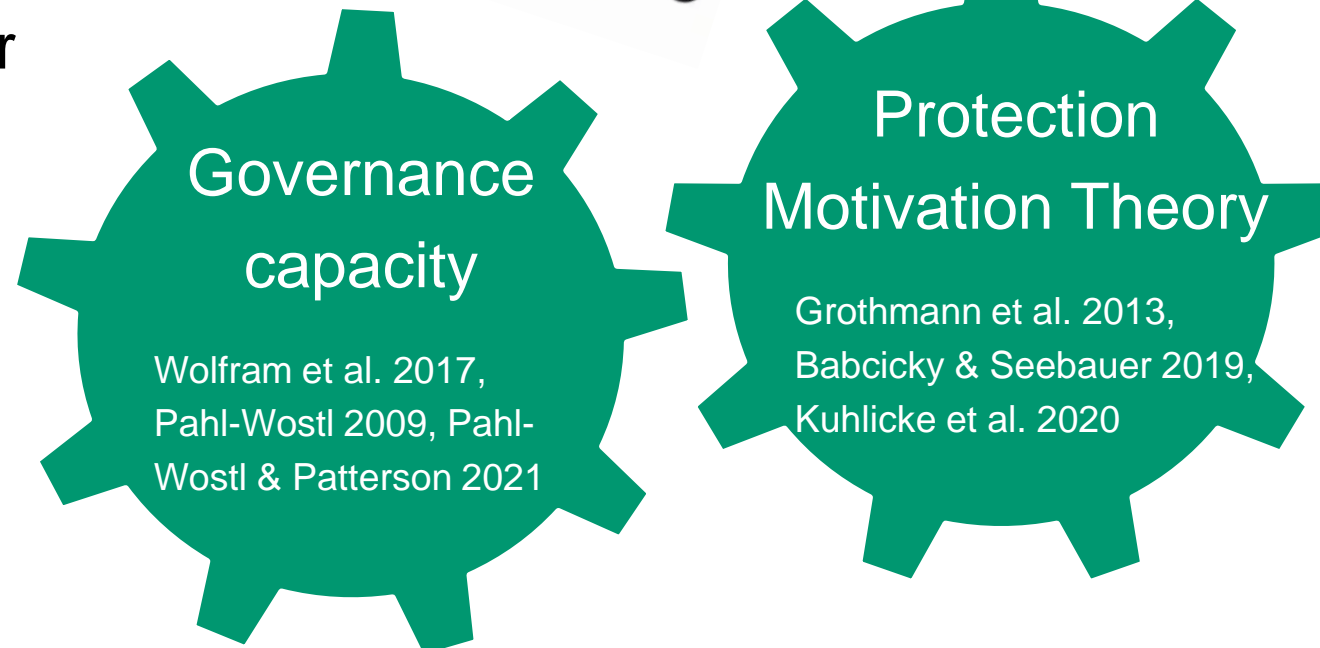 r
Governance
capacity
Wolfram et al. 2017,
Pahl-Wostl 2009, Pahl-
Wostl & Patterson 2021
Protection
Motivation Theory
Grothmann et al. 2013,
Babcicky & Seebauer 2019,
Kuhlicke et al. 2020